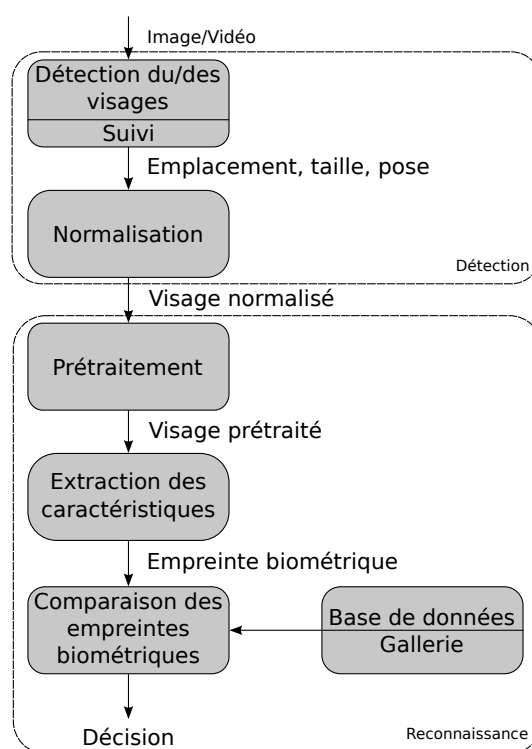 Image/Vidéo
Détection du/des
visages
Suivi
Emplacement, taille, pose
Normalisation
Détection
Visage normalisé
Prétraitement
Visage prétraité
Extraction des
caractéristiques
Empreinte biométrique
Comparaison des
empreintes
biométriques
Base de données
Gallerie
Décision
Reconnaissance